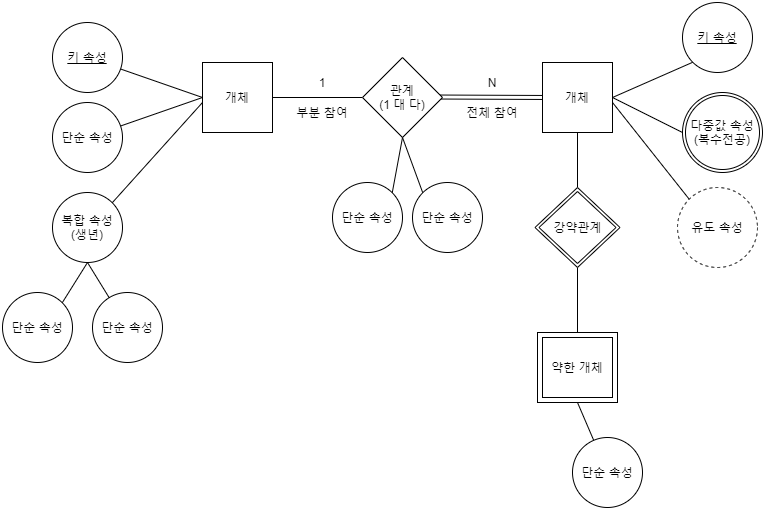 키 속성
키 속성
1
N
개체
관계
(1 대 다)
개체
부분 참여
전체 참여
단순 속성
다중값 속성
(복수전공)
복합 속성
(생년)
단순 속성
단순 속성
강약관계
유도 속성
단순 속성
단순 속성
약한 개체
단순 속성